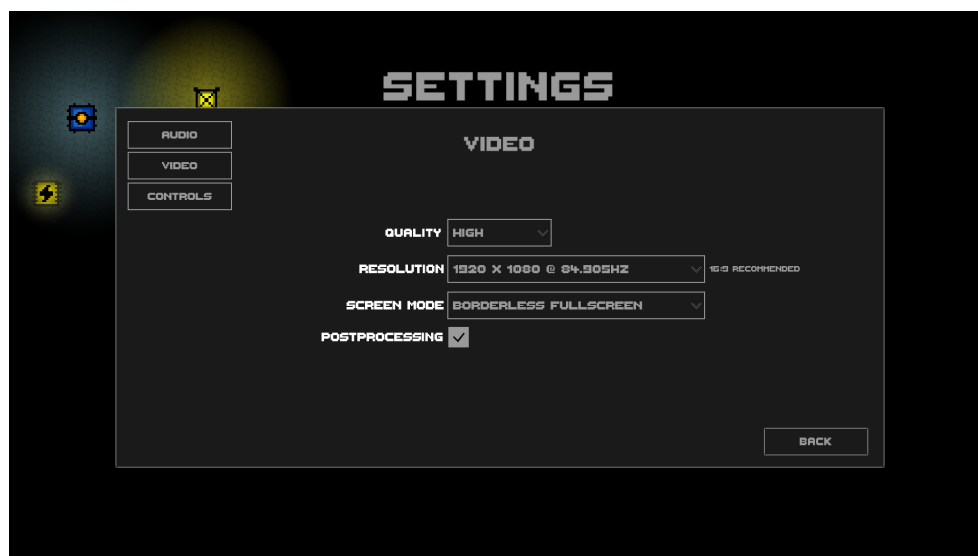 SETTINGS
AUDIO
VIDEO
VIDEO
CONTROLS
QUALITY HIGH
RESOLUTION 1920 X 1080 @ 84.905HZ 16:9 RECOMMENDED
SCREEN MODE BORDERLESS FULLSCREEN
POSTPROCESSING
BACK